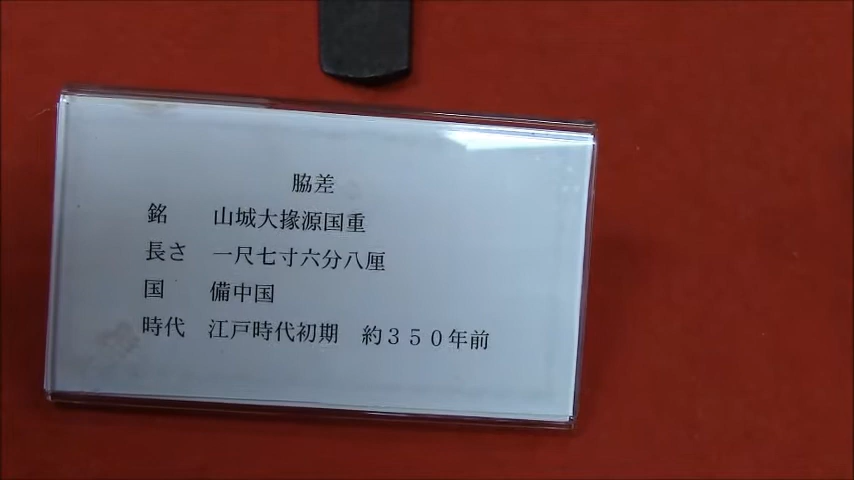 脇差
銘　山城大掾源国重
長さ　一尺七寸六分八厘
国　備中国
時代　江戸時代初期　約３５０年前